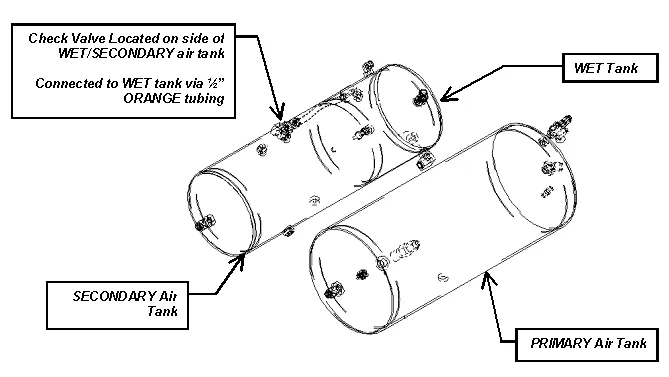 Check Valve Located on side of
WET/SECONDARY air tank
Connected to WET tank via ½”
ORANGE tubing
WET Tank
SECONDARY Air
Tank
PRIMARY Air Tank